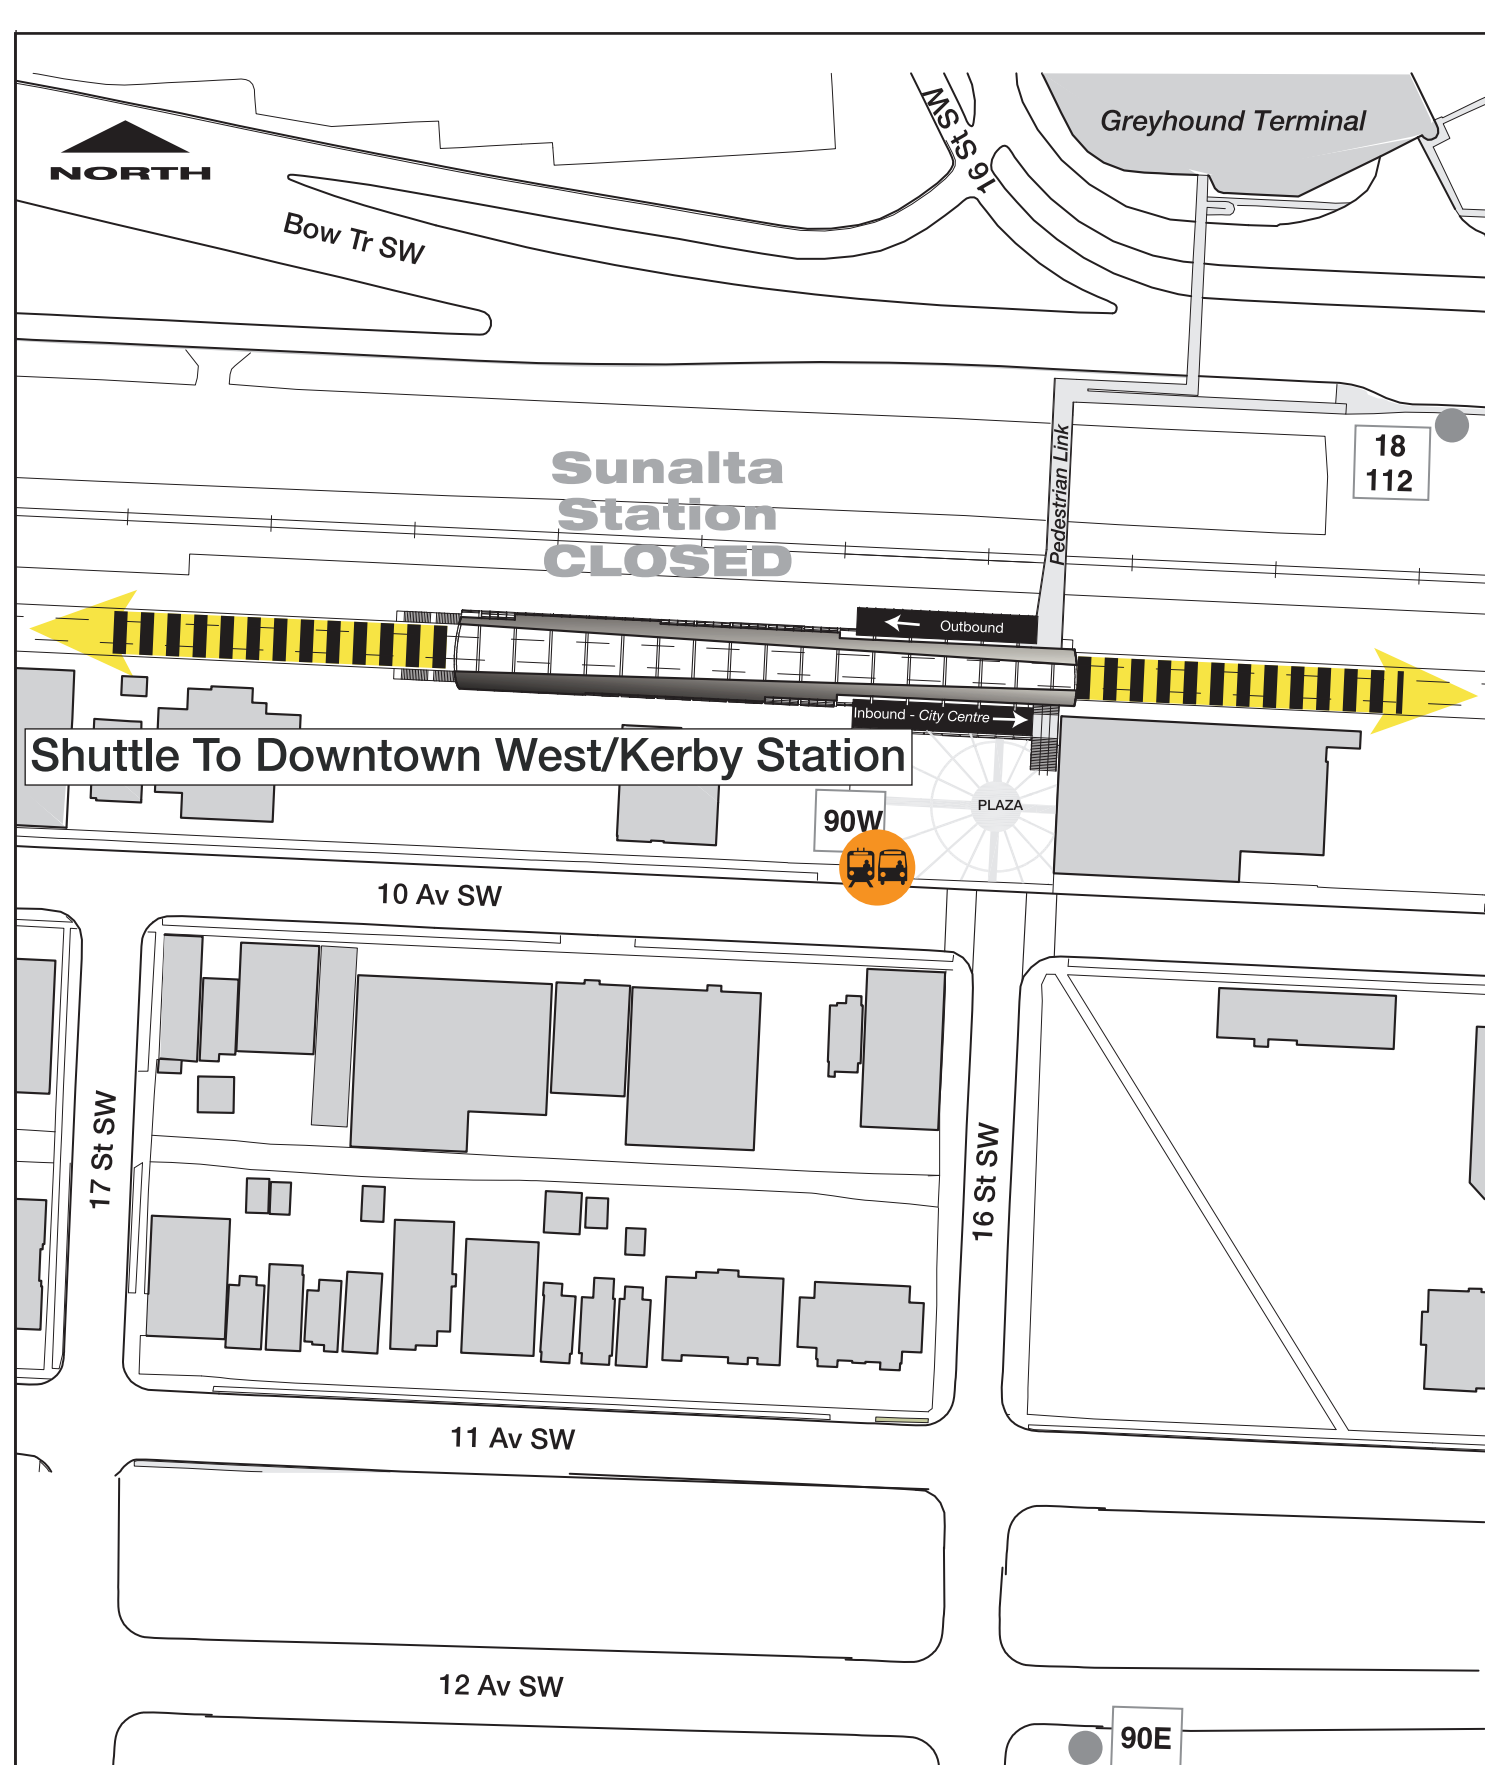 Greyhound Terminal
16 St SW
NORTH
Bow Tr SW
18
112
Pedestrian Link
Sunalta
Station
CLOSED
Outbound
Inbound - City Centre
Shuttle To Downtown West/Kerby Station
PLAZA
90W
10 Av SW
17 St SW
16 St SW
11 Av SW
12 Av SW
90E